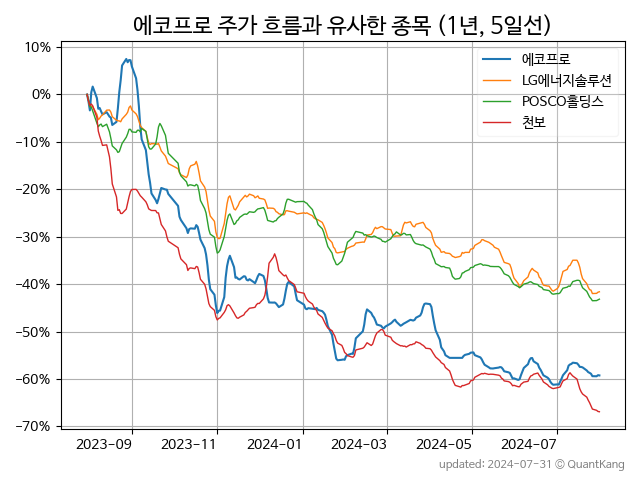 에코프로 주가 흐름과 유사한 종목 (1년, 5일선)
10%
0%
−10%
−20%
−30%
−40%
−50%
−60%
−70%
에코프로
LG에너지솔루션
POSCO홀딩스
천보
2023-09
2023-11
2024-01
2024-03
2024-05
2024-07
updated: 2024-07-31 © QuantKang